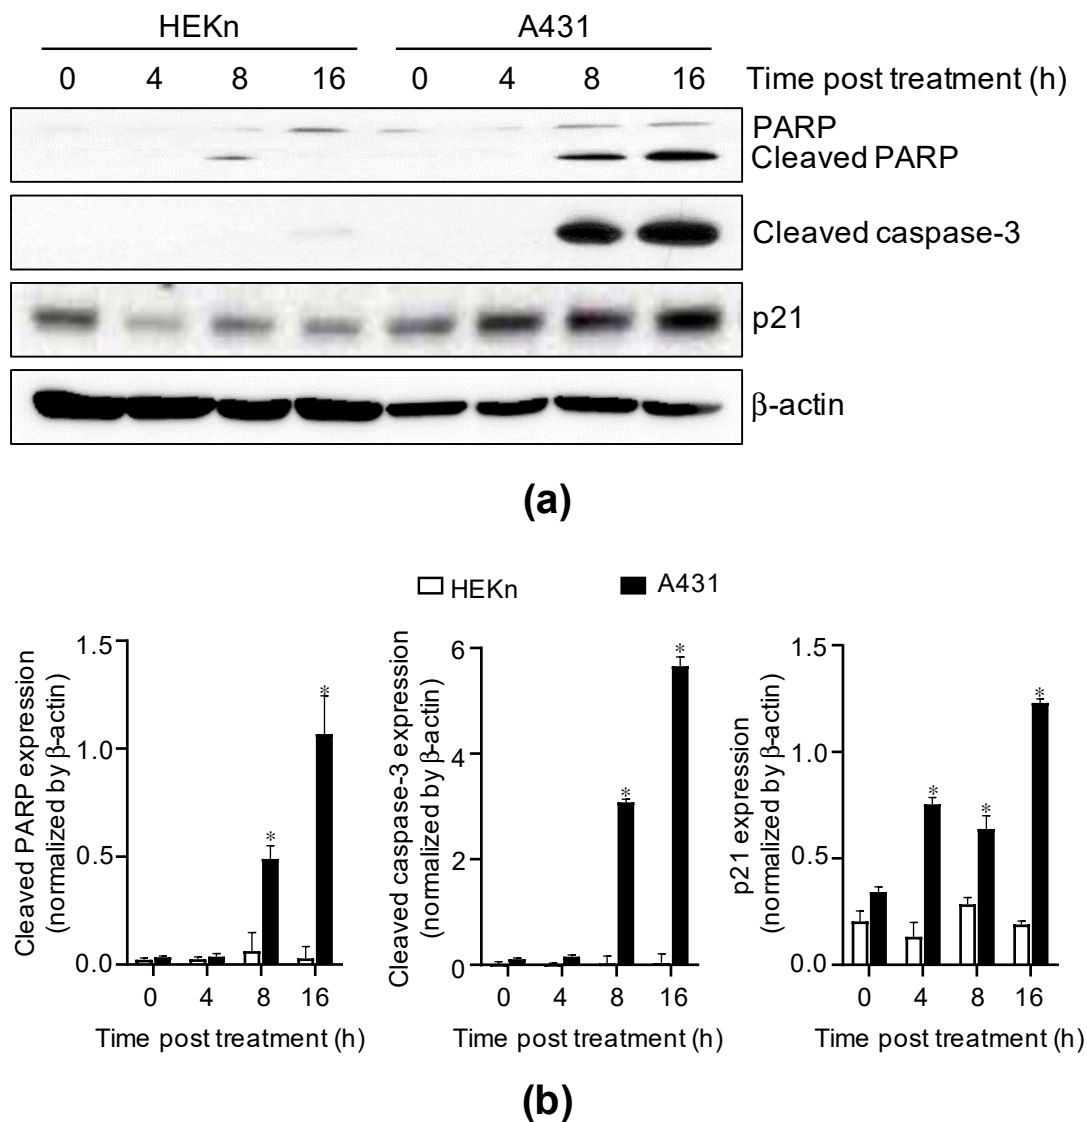 HEKn A431
0 4 8 16 0 4 8 16 Time post treatment (h)
PARP
Cleaved PARP
Cleaved caspase-3
p21
β-actin
(a)
HEKn A431
Cleaved PARP expression
(normalized by β-actin)
1.5
1.0
0.5
0.0
* *
0 4 8 16
Time post treatment (h)
Cleaved caspase-3 expression
(normalized by β-actin)
6
4
2
0
* *
0 4 8 16
Time post treatment (h)
p21 expression
(normalized by β-actin)
1.5
1.0
0.5
0.0
* * *
0 4 8 16
Time post treatment (h)
(b)